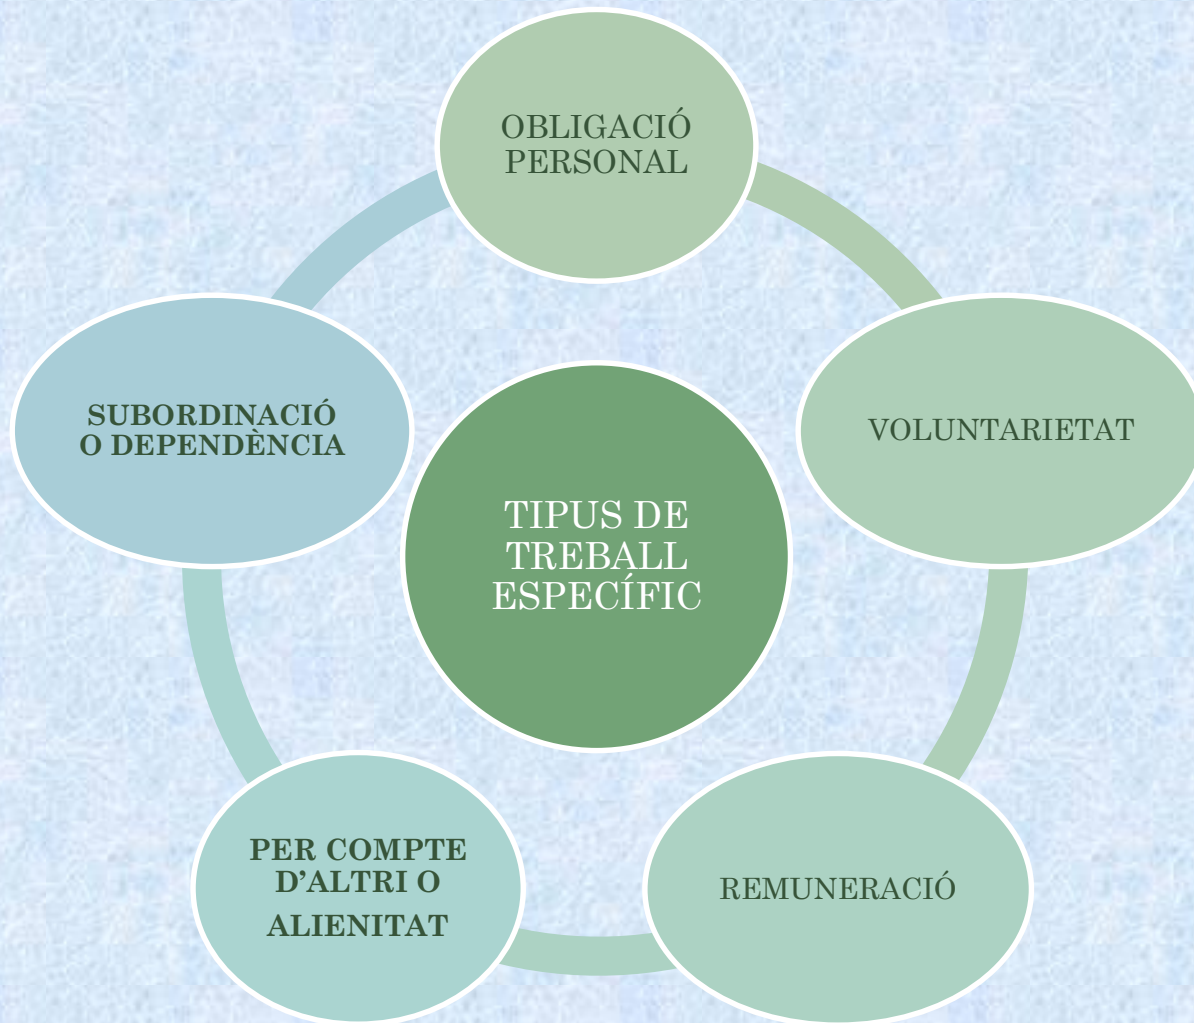 OBLIGACIÓ
PERSONAL
VOLUNTARIETAT
REMUNERACIÓ
PER COMPTE
D’ALTRI O
ALIENITAT
SUBORDINACIÓ
O DEPENDÈNCIA
TIPUS DE
TREBALL
ESPECÍFIC